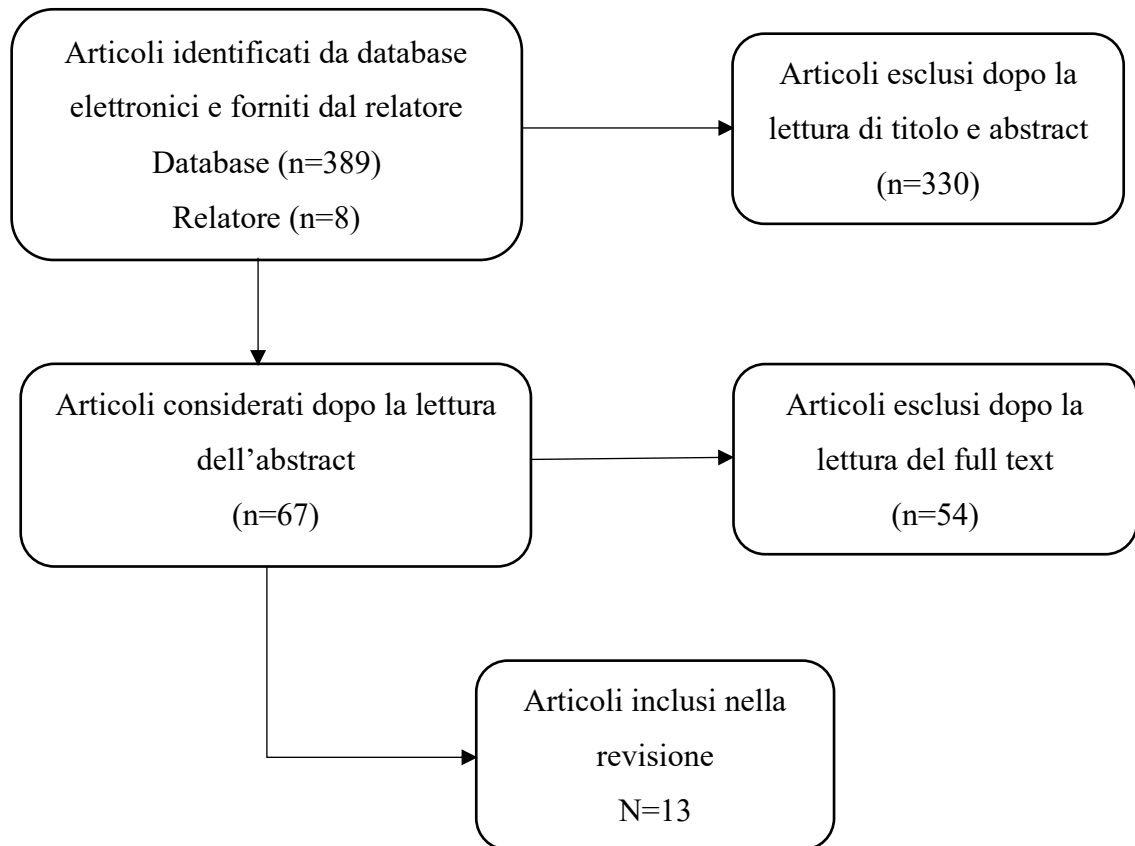 Articoli identificati da database
elettronici e forniti dal relatore
Database (n=389)
Relatore (n=8)
Articoli esclusi dopo la
lettura di titolo e abstract
(n=330)
Articoli considerati dopo la lettura
dell’abstract
(n=67)
Articoli esclusi dopo la
lettura del full text
(n=54)
Articoli inclusi nella
revisione
N=13